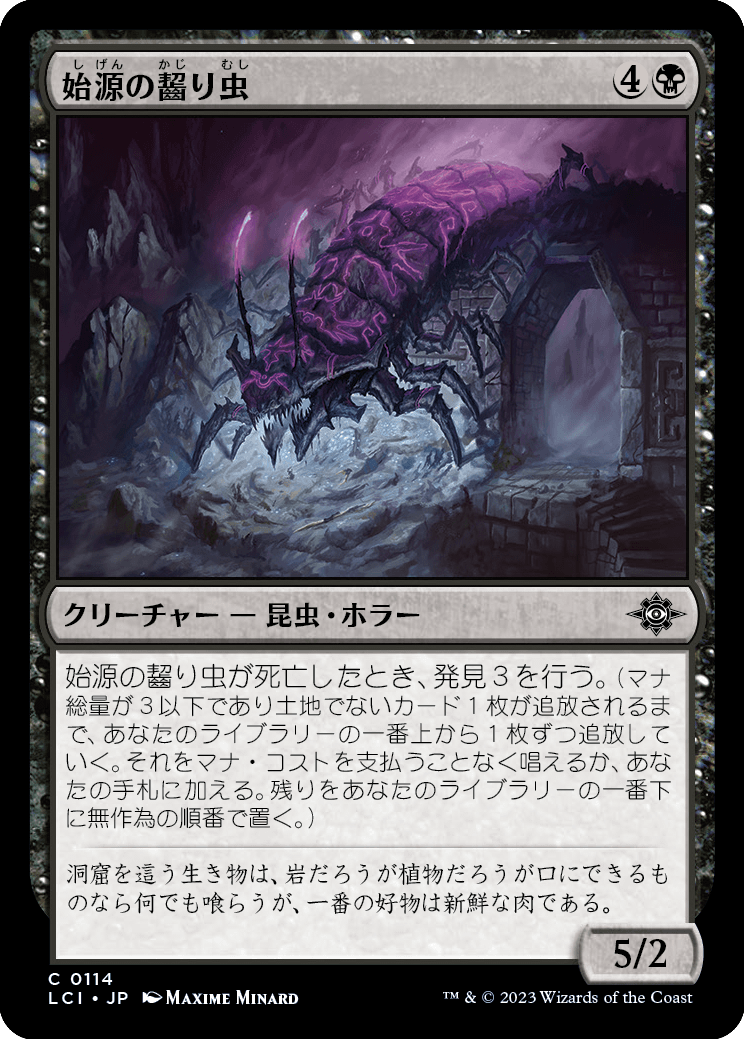 しげん かじ むし
始源の齧り虫 4
クリーチャー — 昆虫・ホラー
始源の齧り虫が死亡したとき、発見3を行う。(マナ
総量が3以下であり土地でないカード1枚が追放されるま
で、あなたのライブラリーの一番上から1枚ずつ追放して
いく。それをマナ・コストを支払うことなく唱えるか、あな
たの手札に加える。残りをあなたのライブラリーの一番下
に無作為の順番で置く。)
洞窟を這う生き物は、岩だろうが植物だろうが口にできるも
のなら何でも喰らうが、一番の好物は新鮮な肉である。
5/2
C 0114
LCI • JP MAXIME MINARD
™ & © 2023 Wizards of the Coast